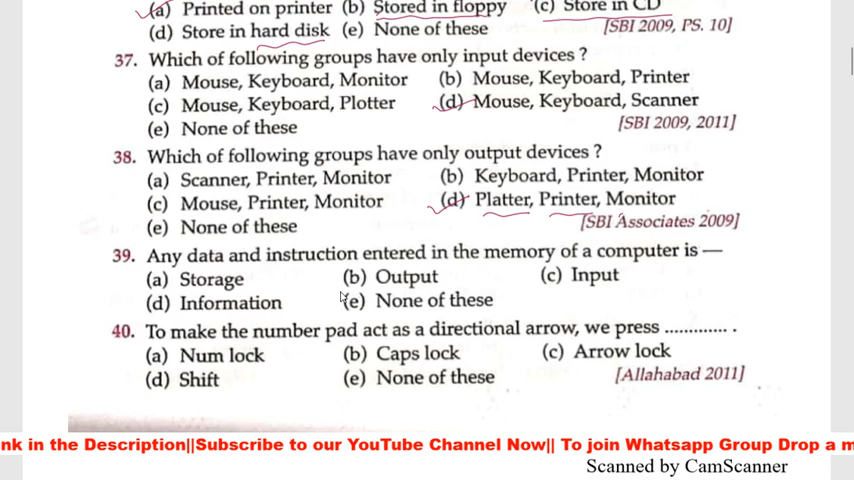 (a) Printed on printer (b) Stored in floppy (c) Store in CD
(d) Store in hard disk (e) None of these [SBI 2009, PS. 10]
37. Which of following groups have only input devices ?
(a) Mouse, Keyboard, Monitor (b) Mouse, Keyboard, Printer
(c) Mouse, Keyboard, Plotter (d) Mouse, Keyboard, Scanner
(e) None of these [SBI 2009, 2011]
38. Which of following groups have only output devices ?
(a) Scanner, Printer, Monitor (b) Keyboard, Printer, Monitor
(c) Mouse, Printer, Monitor (d) Platter, Printer, Monitor
(e) None of these [SBI Associates 2009]
39. Any data and instruction entered in the memory of a computer is —
(a) Storage (b) Output (c) Input
(d) Information (e) None of these
40. To make the number pad act as a directional arrow, we press ............. .
(a) Num lock (b) Caps lock (c) Arrow lock
(d) Shift (e) None of these [Allahabad 2011]
nk in the Description||Subscribe to our YouTube Channel Now|| To join Whatsapp Group Drop a m
Scanned by CamScanner